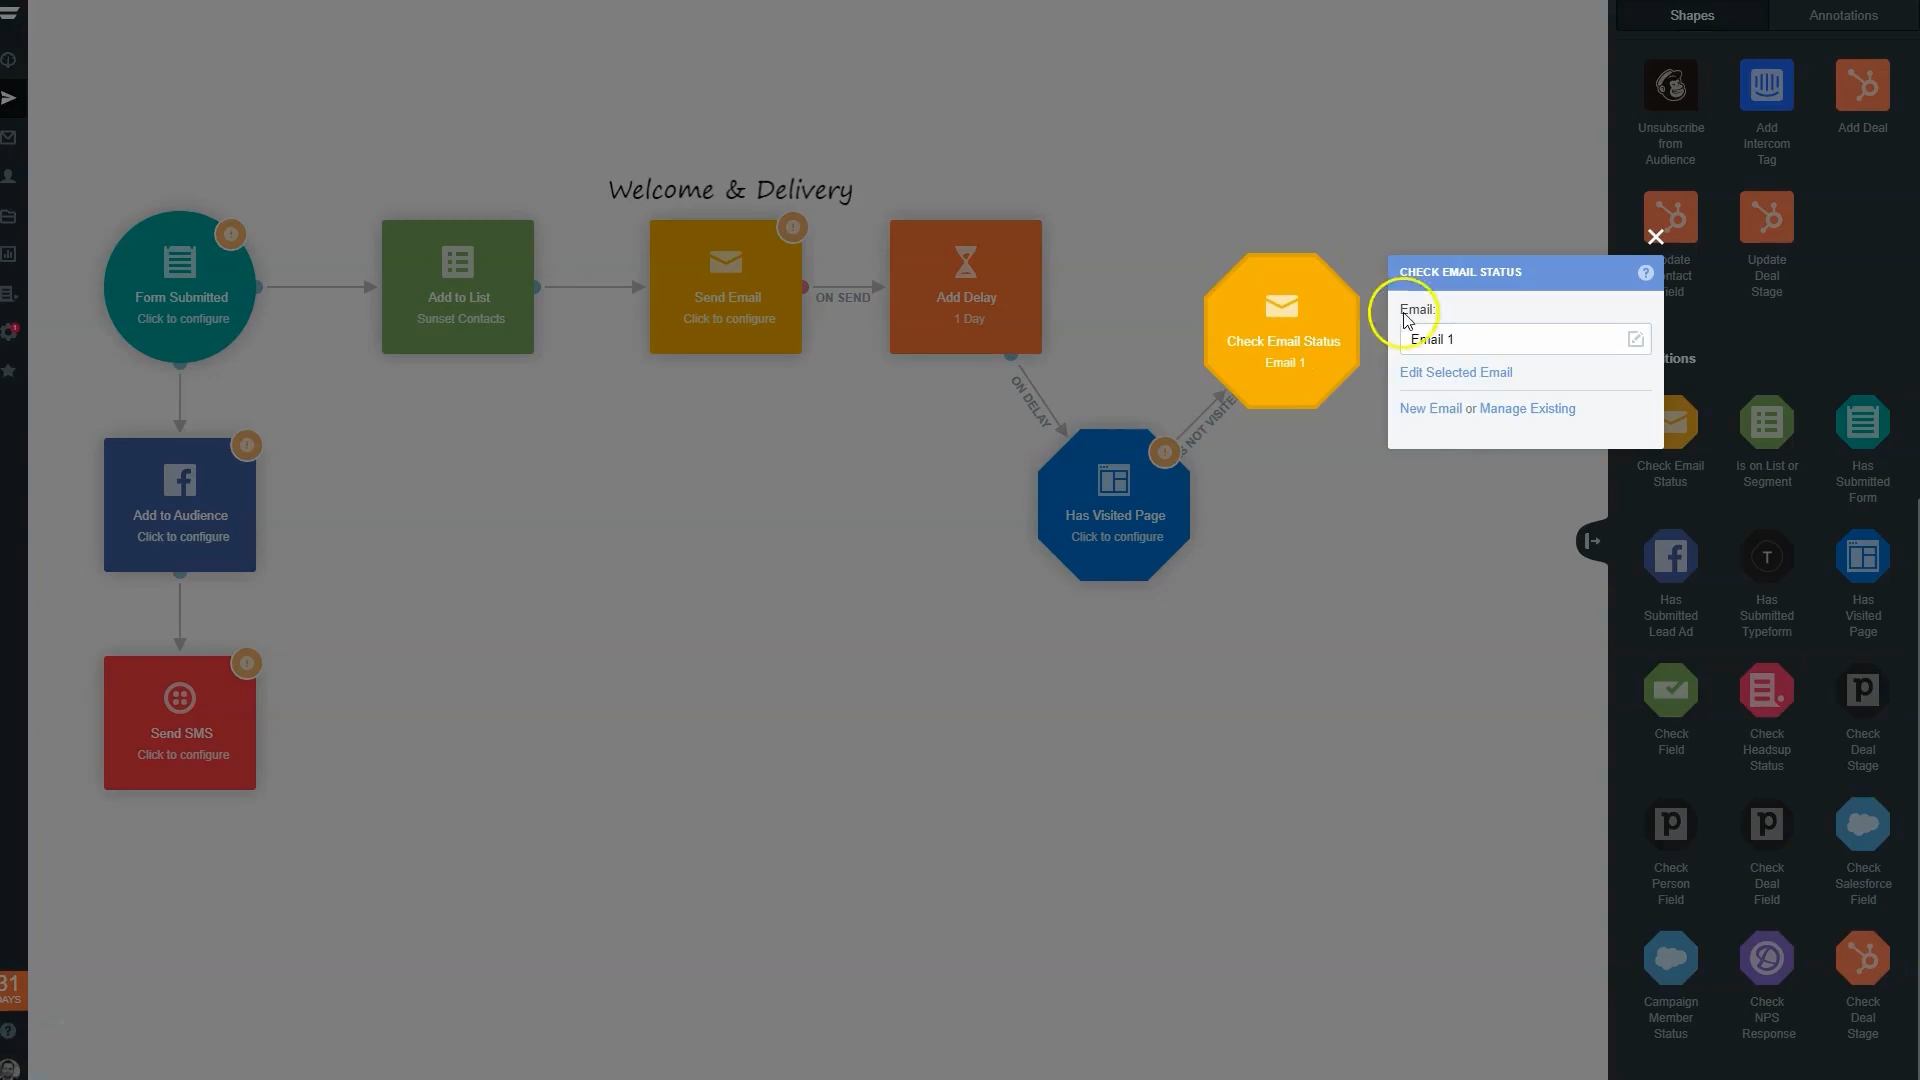 Shapes
Annotations
Unsubscribe
from
Audience
Add
Intercom
Tag
Add Deal
Welcome & Delivery
Form Submitted
Click to configure
Add to List
Sunset Contacts
Send Email
Click to configure
ON SEND
Add Delay
1 Day
ON DELAY
Check Email Status
Email 1
CHECK EMAIL STATUS
?
Email:
Email 1
Edit Selected Email
New Email or Manage Existing
Update
Deal
Stage
Has Visited Page
Click to configure
Add to Audience
Click to configure
Send SMS
Click to configure
Check Email
Status
Is on List or
Segment
Has
Submitted
Form
Has
Submitted
Lead Ad
T
Has
Submitted
Typeform
Has
Visited
Page
Check
Field
Check
Headsup
Status
p
Check
Deal
Stage
p
Check
Person
Field
p
Check
Deal
Field
Check
Salesforce
Field
Campaign
Member
Status
Check
NPS
Response
Check
Deal
Stage
31
DAYS
?